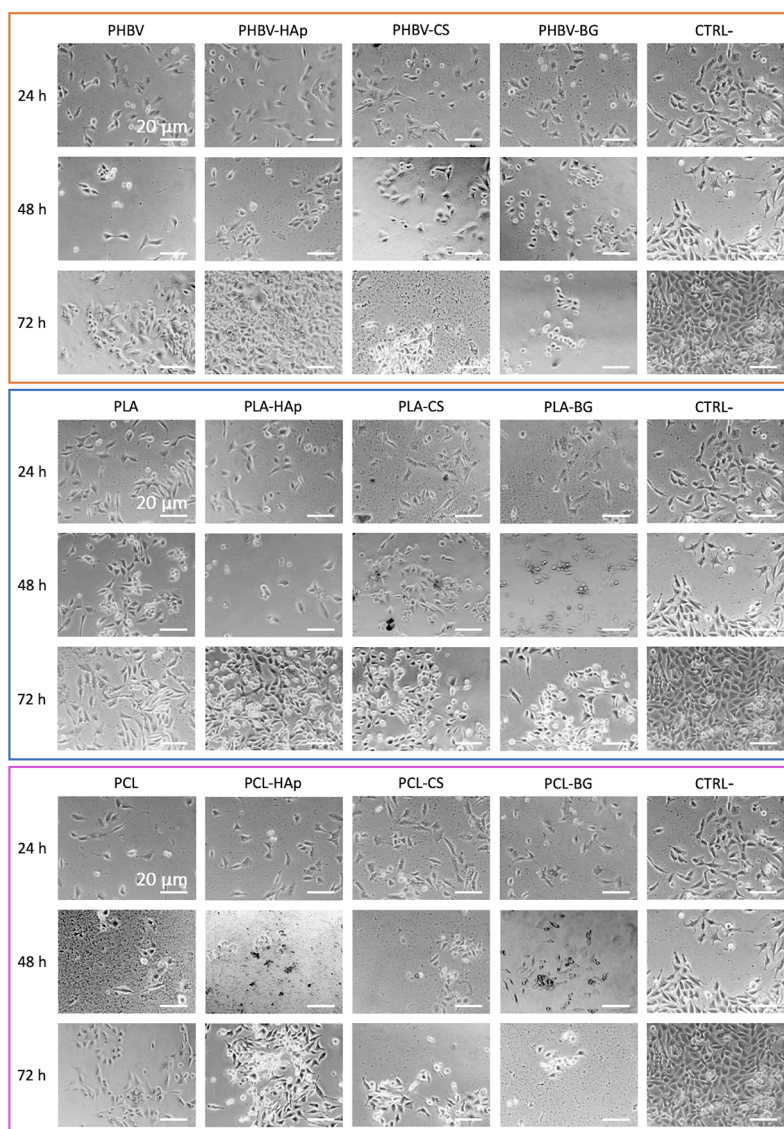 PHBV PHBV-HAp PHBV-CS PHBV-BG CTRL-
24 h
20 µm
48 h
72 h
PLA PLA-HAp PLA-CS PLA-BG CTRL-
24 h
20 µm
48 h
72 h
PCL PCL-HAp PCL-CS PCL-BG CTRL-
24 h
20 µm
48 h
72 h